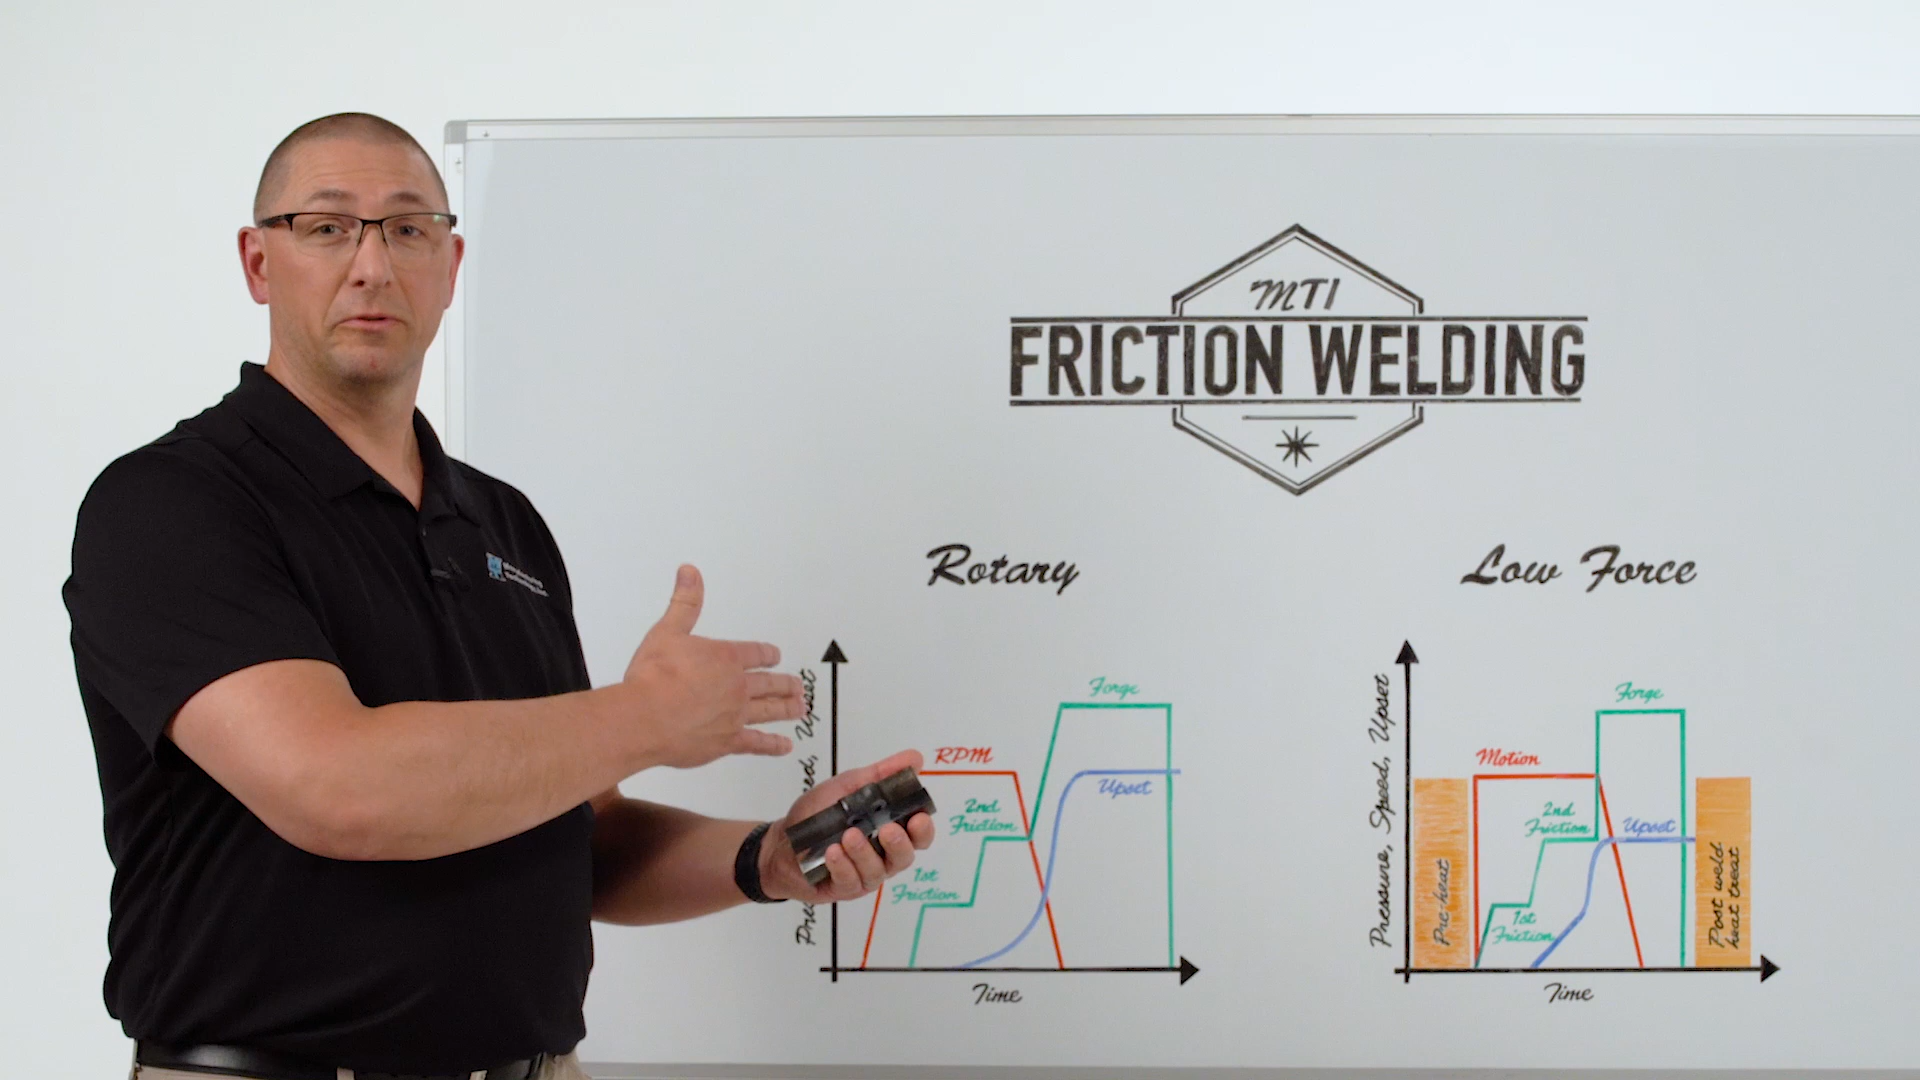 MTI
FRICTION WELDING
Rotary
Low Force
Upset
Forge
RPM
Upset
2nd
Friction
1st
Friction
Time
Pressure, Speed, Upset
Forge
Motion
2nd
Friction
Upset
1st
Friction
Pre-heat
Post weld
heat treat
Time